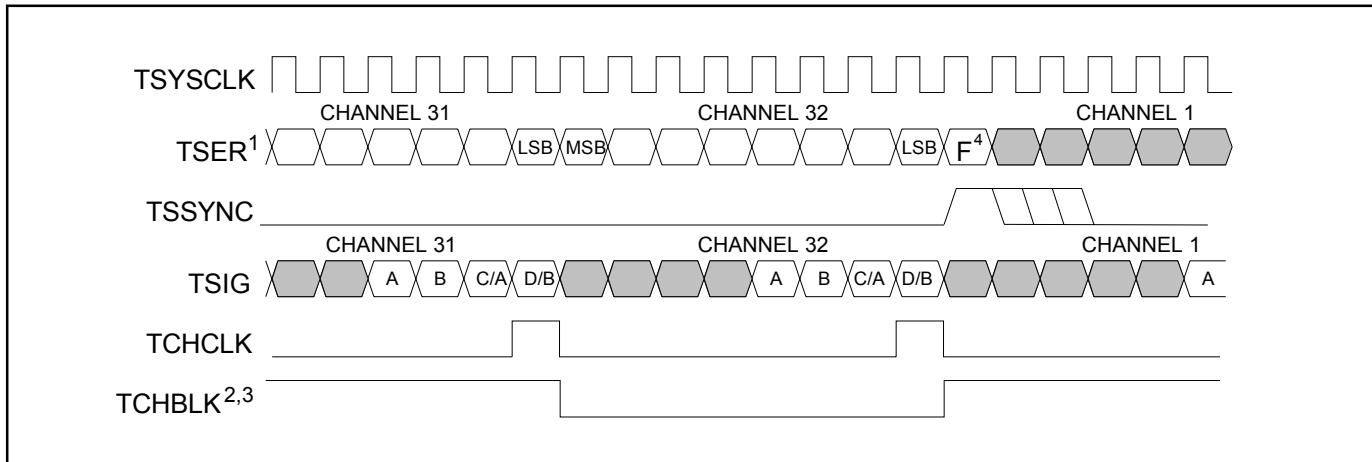 TSYSCLK
CHANNEL 31 CHANNEL 32 CHANNEL 1
TSER¹ LSB MSB LSB F⁴
TSSYNC
CHANNEL 31 CHANNEL 32 CHANNEL 1
TSIG A B C/A D/B A B C/A D/B A
TCHCLK
TCHBLK²,³